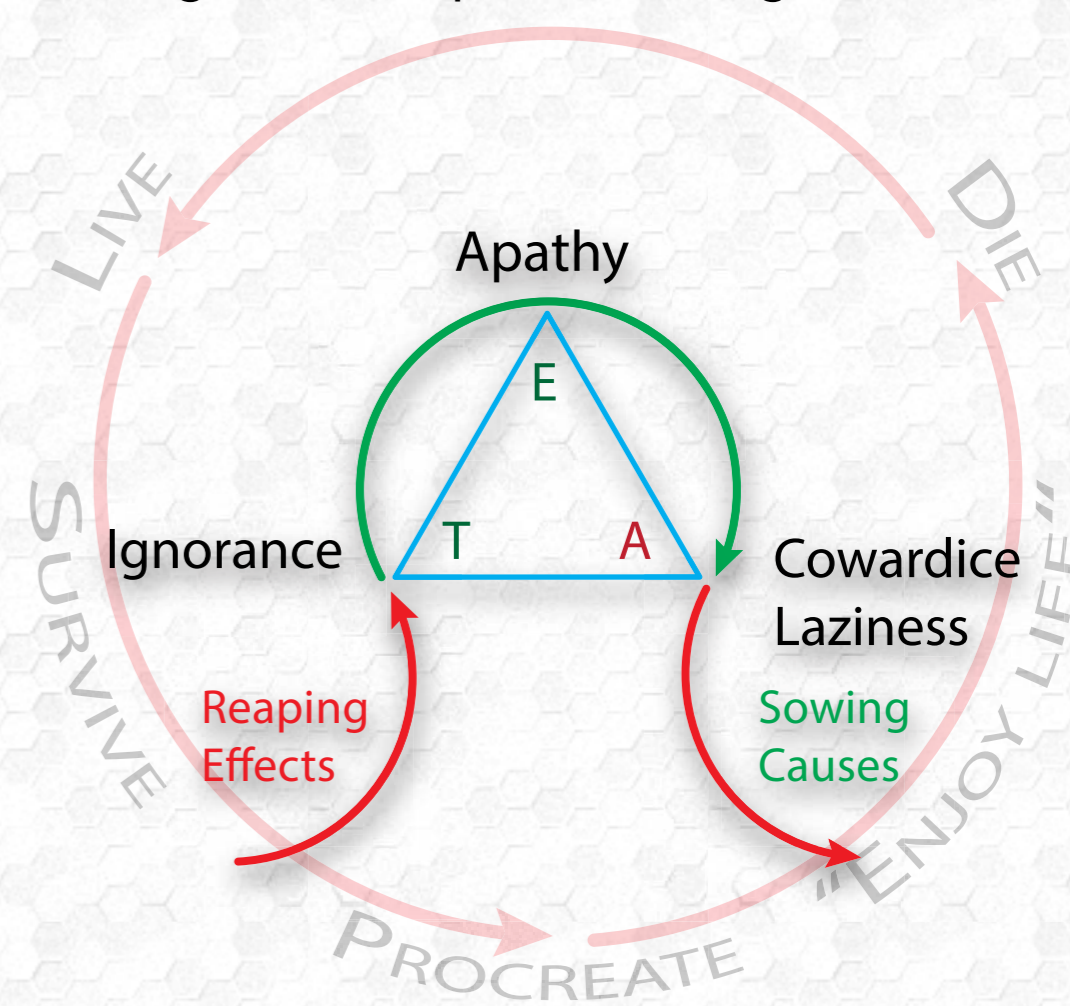 LIVE
DIE
Apathy
E
Ignorance
T
A
Cowardice
Laziness
SURVIVE
Reaping
Effects
Sowing
Causes
"ENJOY LIFE"
PROCREATE